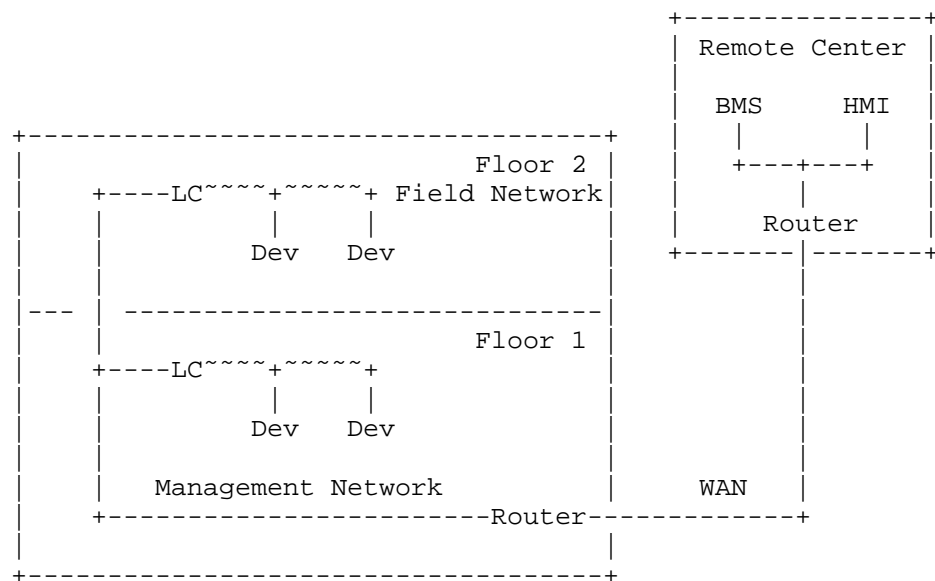 Remote Center
BMS HMI
Floor 2
LC Field Network
Router
Dev Dev
Floor 1
LC
Dev Dev
Management Network WAN
Router